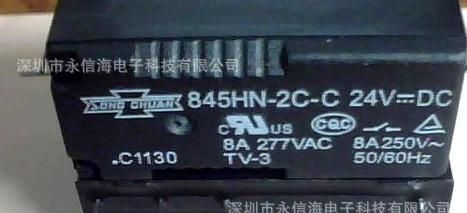 深圳市永信海电子科技有限公司
SONG CHUAN 845HN-2C-C 24V⎓DC
c UR US CQC
8A 277VAC 8A250V~
.C1130 TV-3 50/60Hz
深圳市永信海电子科技有限公司